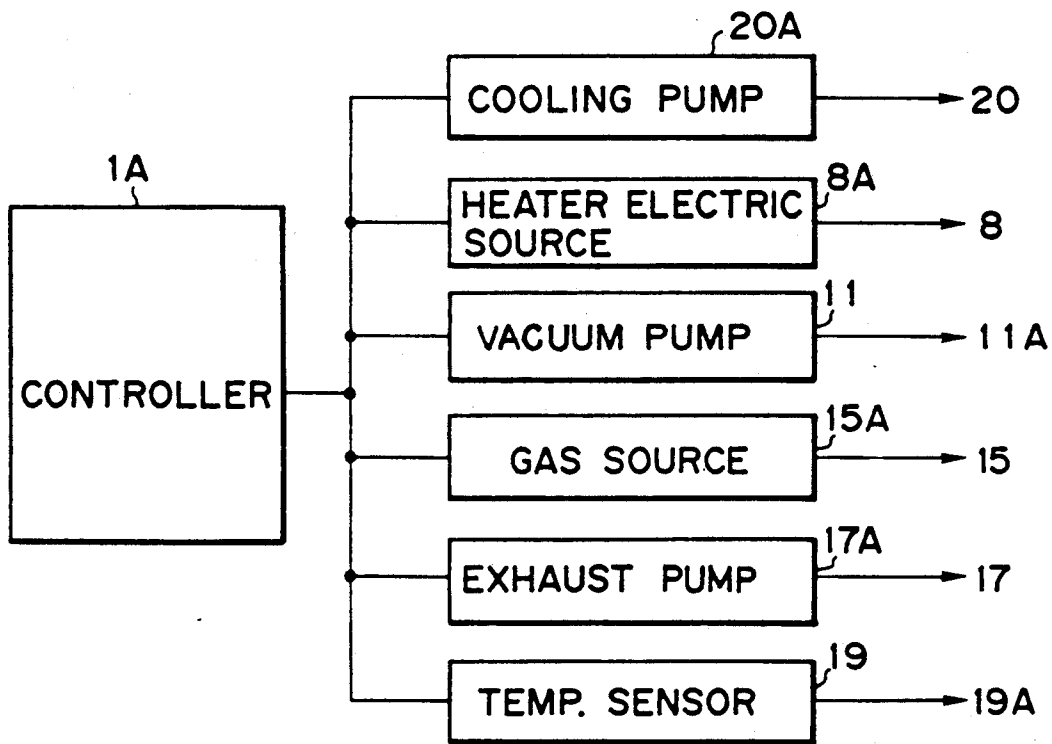 20A
COOLING PUMP
20
1A
8A
HEATER ELECTRIC
SOURCE
8
11
VACUUM PUMP
11A
CONTROLLER
15A
GAS SOURCE
15
17A
EXHAUST PUMP
17
19
TEMP. SENSOR
19A